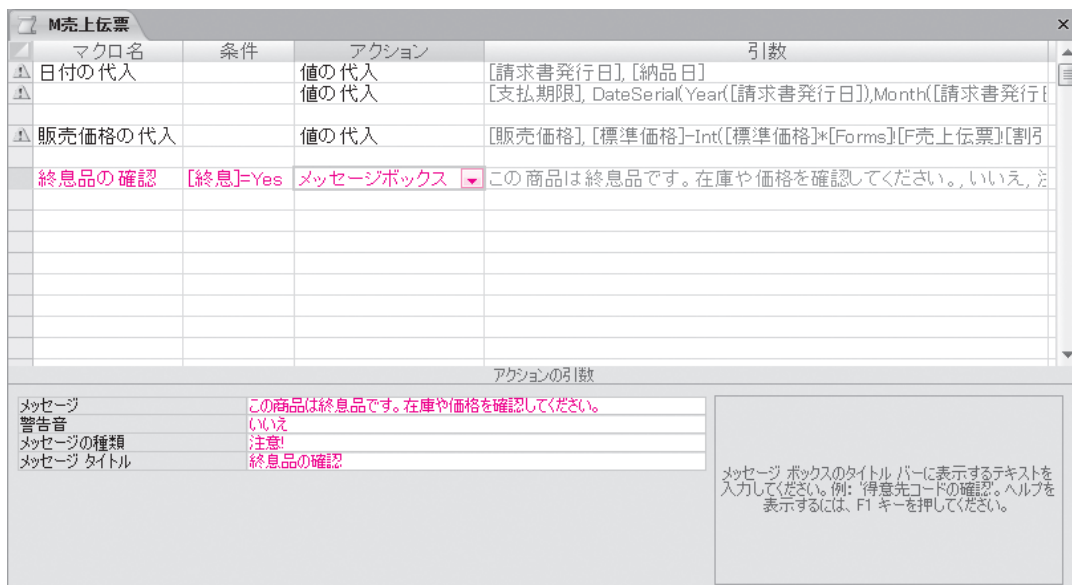 M売上伝票
マクロ名 条件 アクション 引数
日付の代入 値の代入 [請求書発行日], [納品日]
値の代入 [支払期限], DateSerial(Year([請求書発行日]),Month([請求書発行
販売価格の代入 値の代入 [販売価格], [標準価格]-Int([標準価格]*[Forms]![F売上伝票]![割引
終息品の確認 [終息]=Yes メッセージボックス この商品は終息品です。在庫や価格を確認してください。, いいえ,
アクションの引数
メッセージ この商品は終息品です。在庫や価格を確認してください。
警告音 いいえ
メッセージの種類 注意!
メッセージ タイトル 終息品の確認
メッセージ ボックスのタイトル バーに表示するテキストを
入力してください。例: '得意先コードの確認'。ヘルプを
表示するには、F1 キーを押してください。